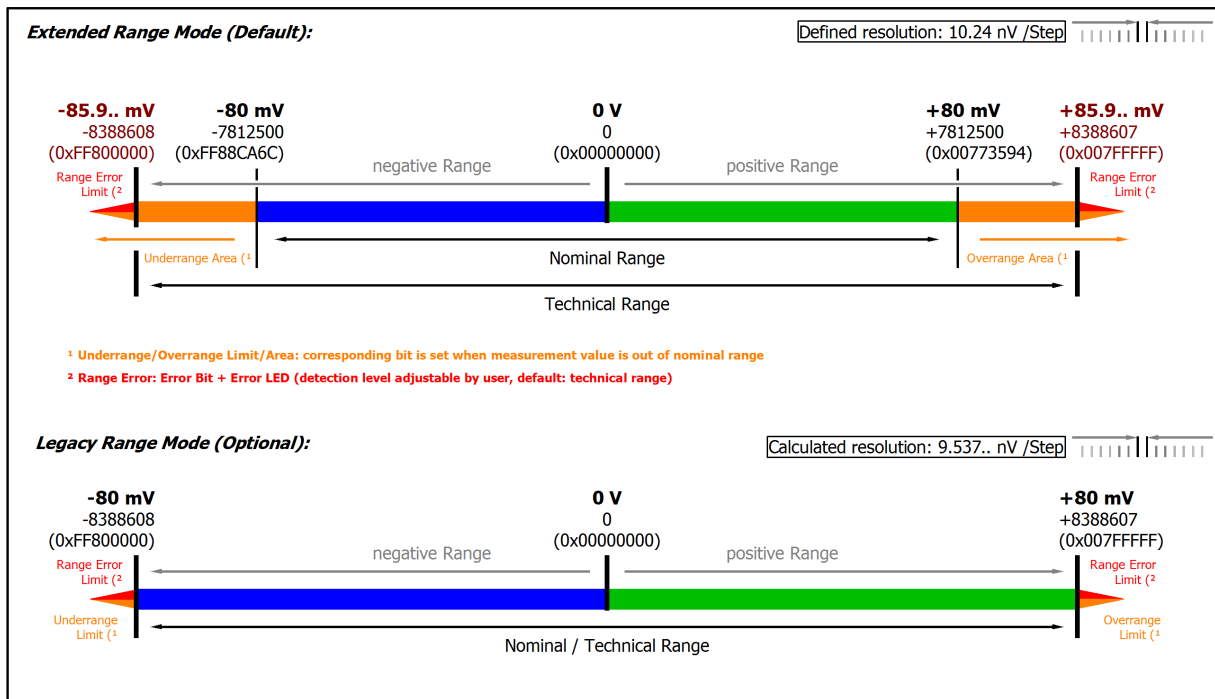 Extended Range Mode (Default):
Defined resolution: 10.24 nV /Step
-85.9.. mV
-8388608
(0xFF800000)
-80 mV
-7812500
(0xFF88CA6C)
0 V
0
(0x00000000)
+80 mV
+7812500
(0x00773594)
+85.9.. mV
+8388607
(0x007FFFFF)
Range Error
Limit (²
negative Range
positive Range
Range Error
Limit (²
Underrange Area (¹
Nominal Range
Overrange Area (¹
Technical Range
¹ Underrange/Overrange Limit/Area: corresponding bit is set when measurement value is out of nominal range
² Range Error: Error Bit + Error LED (detection level adjustable by user, default: technical range)
Legacy Range Mode (Optional):
Calculated resolution: 9.537.. nV /Step
-80 mV
-8388608
(0xFF800000)
0 V
0
(0x00000000)
+80 mV
+8388607
(0x007FFFFF)
Range Error
Limit (²
negative Range
positive Range
Range Error
Limit (²
Underrange
Limit (¹
Overrange
Limit (¹
Nominal / Technical Range